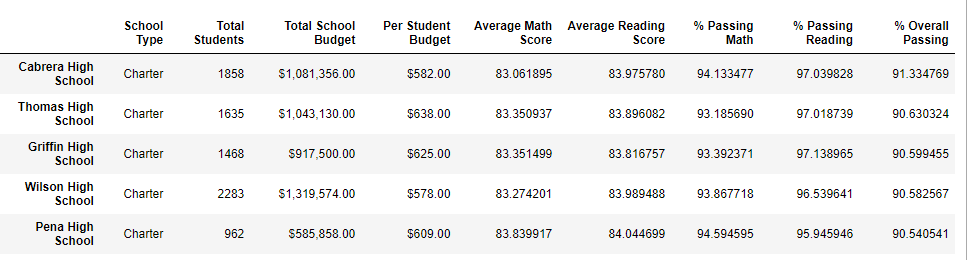 School Type Total Students Total School Budget Per Student Budget Average Math Score Average Reading Score % Passing Math % Passing Reading % Overall Passing
Cabrera High School Charter 1858 $1,081,356.00 $582.00 83.061895 83.975780 94.133477 97.039828 91.334769
Thomas High School Charter 1635 $1,043,130.00 $638.00 83.350937 83.896082 93.185690 97.018739 90.630324
Griffin High School Charter 1468 $917,500.00 $625.00 83.351499 83.816757 93.392371 97.138965 90.599455
Wilson High School Charter 2283 $1,319,574.00 $578.00 83.274201 83.989488 93.867718 96.539641 90.582567
Pena High School Charter 962 $585,858.00 $609.00 83.839917 84.044699 94.594595 95.945946 90.540541